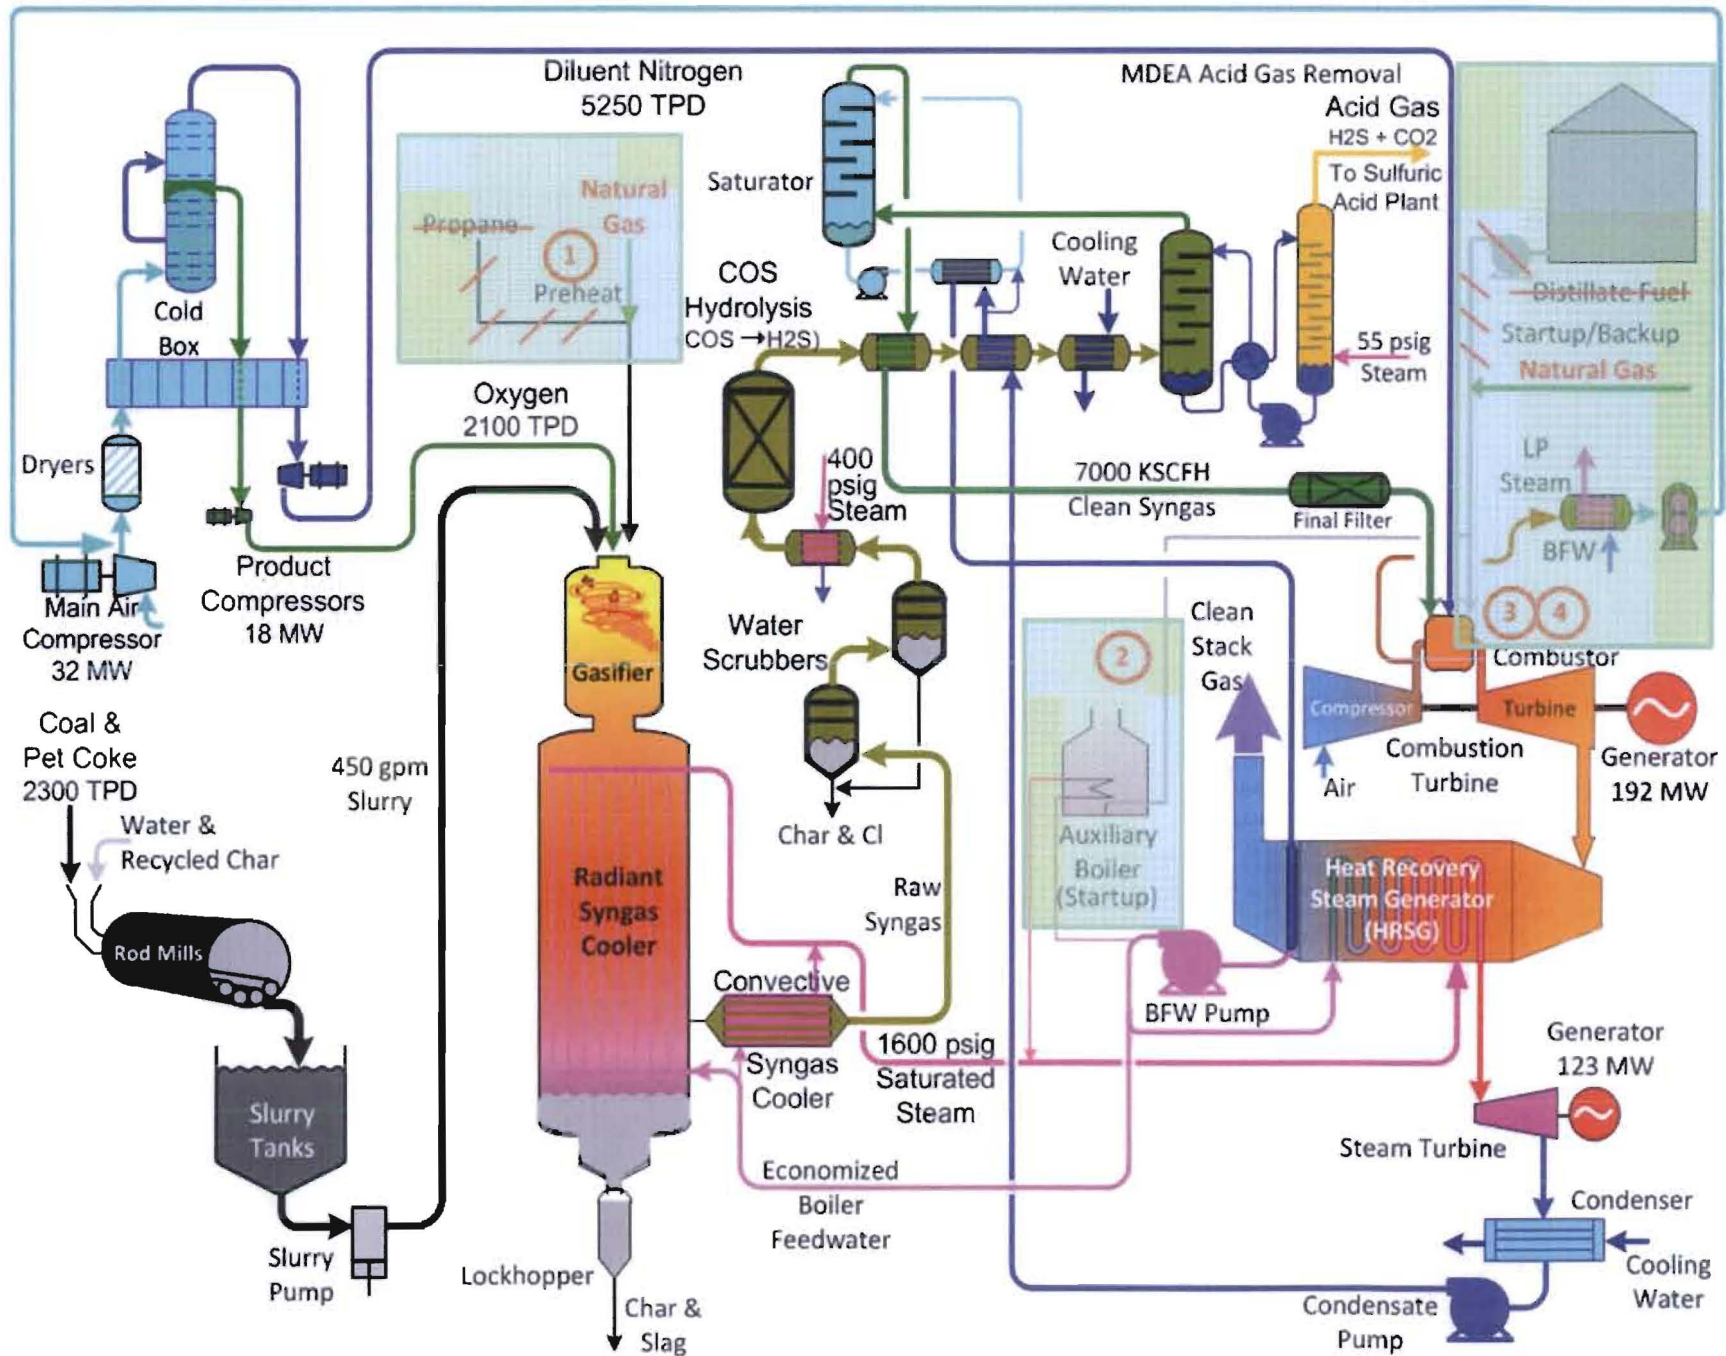 Diluent Nitrogen
5250 TPD
MDEA Acid Gas Removal
Acid Gas
H2S + CO2
To Sulfuric
Acid Plant
Saturator
Propane
Natural
Gas
1
Preheat
Cooling
Water
COS
Hydrolysis
COS →H2S)
55 psig
Steam
Distillate Fuel
Startup/Backup
Natural Gas
Cold
Box
Oxygen
2100 TPD
Dryers
400
psig
Steam
7000 KSCFH
Clean Syngas
Final Filter
LP
Steam
BFW
3
4
Main Air
Compressor
32 MW
Product
Compressors
18 MW
Gasifier
Water
Scrubbers
2
Clean
Stack
Gas
Combustor
Compressor
Turbine
Combustion
Turbine
Air
Generator
192 MW
Coal &
Pet Coke
2300 TPD
Water &
Recycled Char
450 gpm
Slurry
Char & Cl
Auxiliary
Boiler
(Startup)
Radiant
Syngas
Cooler
Raw
Syngas
Heat Recovery
Steam Generator
(HRSG)
Rod Mills
Convective
Syngas
Cooler
BFW Pump
1600 psig
Saturated
Steam
Generator
123 MW
Slurry
Tanks
Steam Turbine
Economized
Boiler
Feedwater
Condenser
Cooling
Water
Slurry
Pump
Lockhopper
Char &
Slag
Condensate
Pump